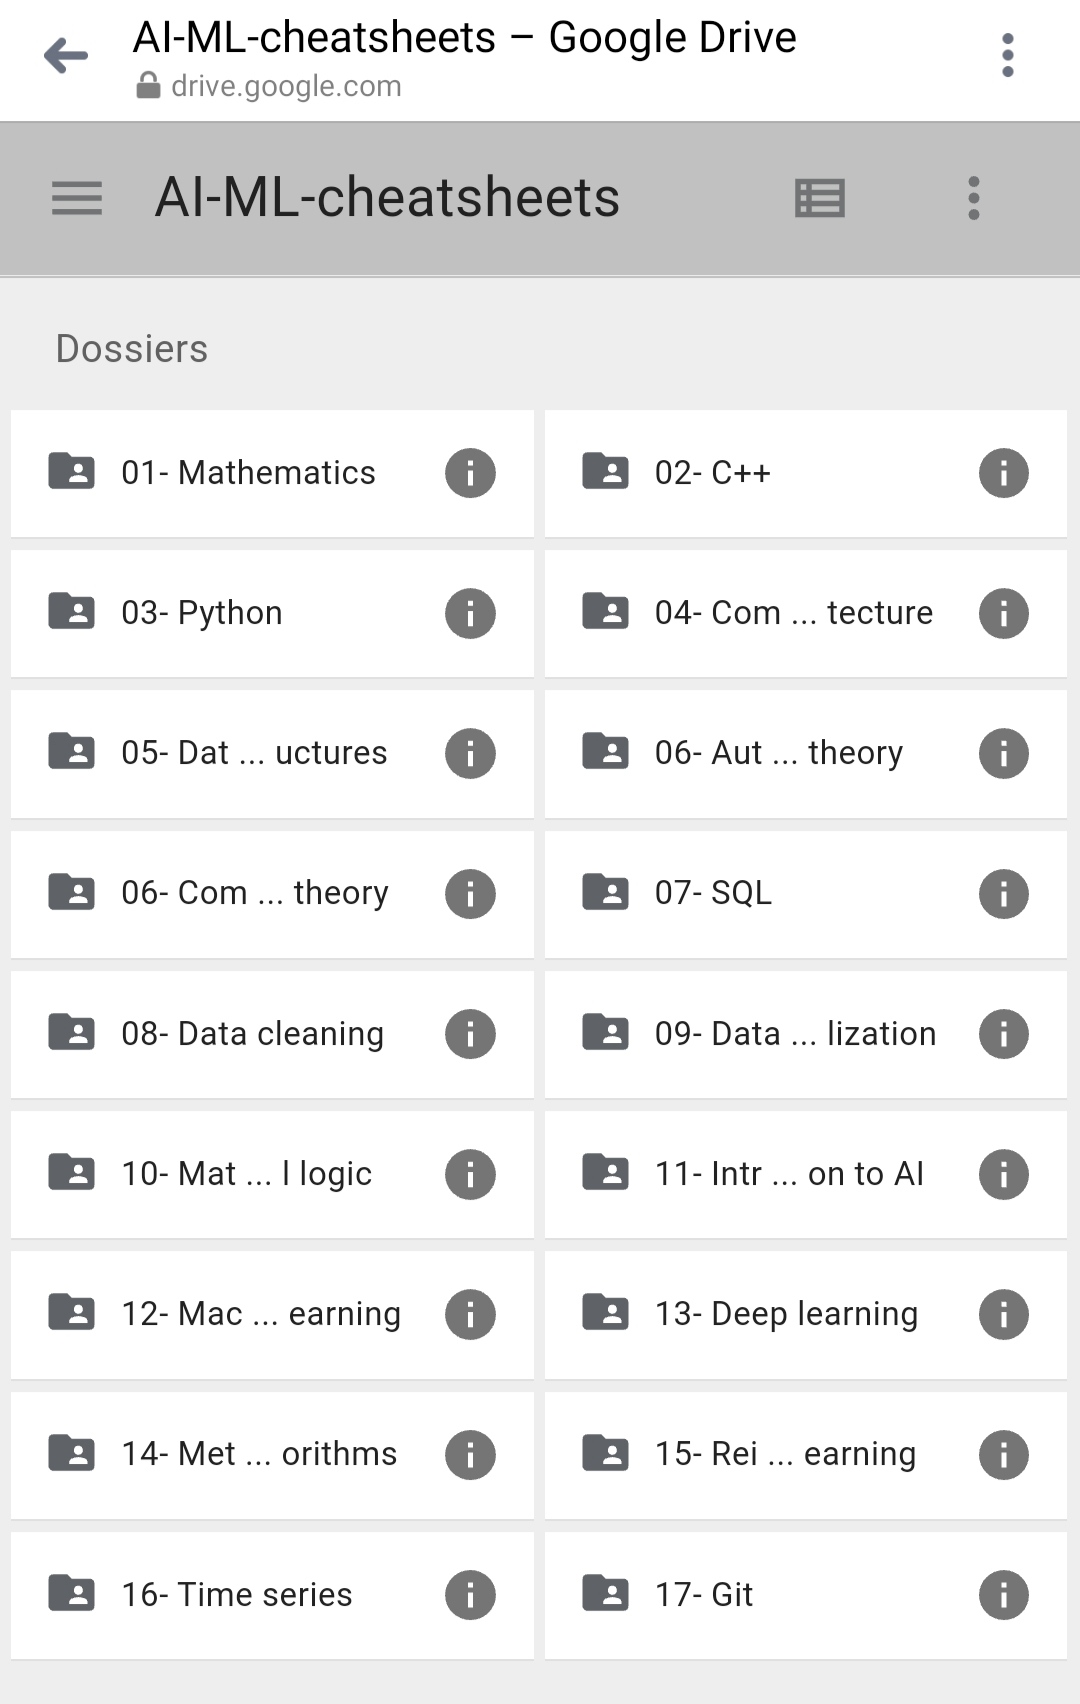 AI-ML-cheatsheets – Google Drive
drive.google.com
AI-ML-cheatsheets
Dossiers
01- Mathematics
02- C++
03- Python
04- Com ... tecture
05- Dat ... uctures
06- Aut ... theory
06- Com ... theory
07- SQL
08- Data cleaning
09- Data ... lization
10- Mat ... l logic
11- Intr ... on to AI
12- Mac ... earning
13- Deep learning
14- Met ... orithms
15- Rei ... earning
16- Time series
17- Git